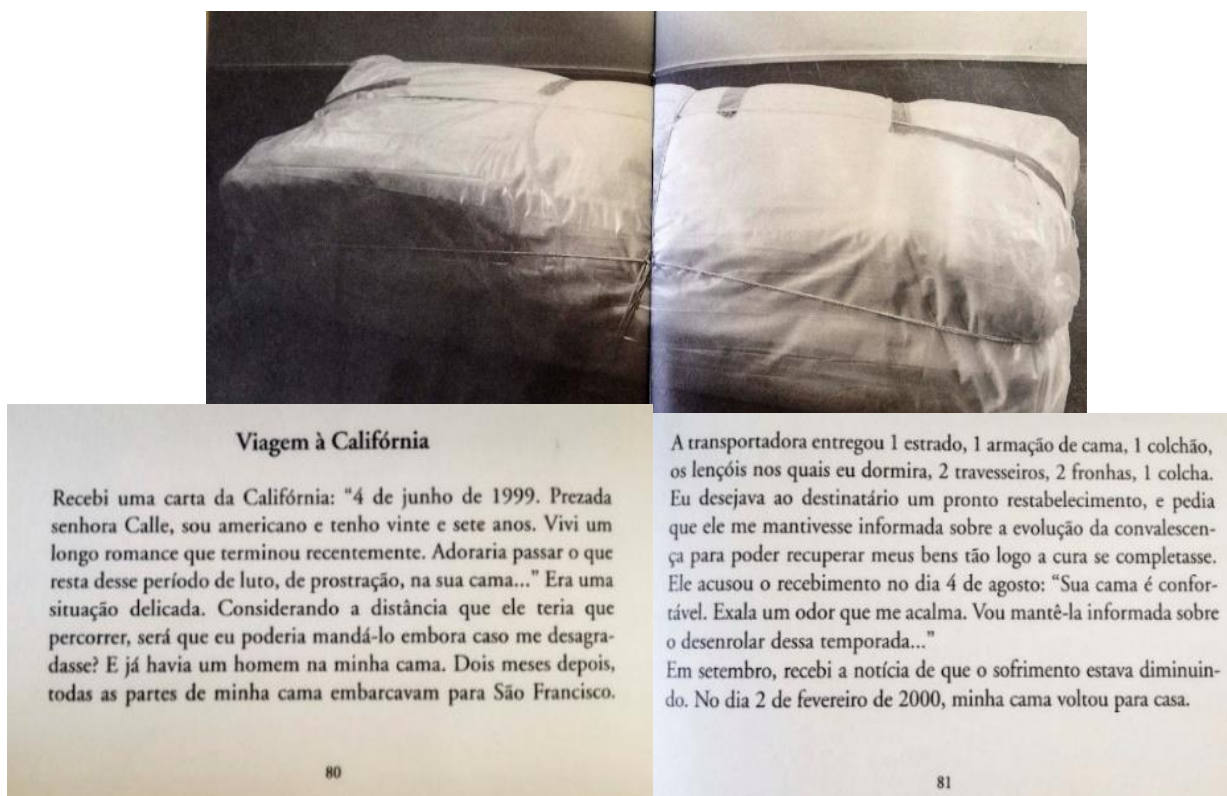 Viagem à Califórnia
Recebi uma carta da Califórnia: “4 de junho de 1999. Prezada
senhora Calle, sou americano e tenho vinte e sete anos. Vivi um
longo romance que terminou recentemente. Adoraria passar o que
resta desse período de luto, de prostração, na sua cama...” Era uma
situação delicada. Considerando a distância que ele teria que
percorrer, será que eu poderia mandá-lo embora caso me desagra-
dasse? E já havia um homem na minha cama. Dois meses depois,
todas as partes de minha cama embarcavam para São Francisco.
80
A transportadora entregou 1 estrado, 1 armação de cama, 1 colchão,
os lençóis nos quais eu dormira, 2 travesseiros, 2 fronhas, 1 colcha.
Eu desejava ao destinatário um pronto restabelecimento, e pedia
que ele me mantivesse informada sobre a evolução da convalescen-
ça para poder recuperar meus bens tão logo a cura se completasse.
Ele acusou o recebimento no dia 4 de agosto: “Sua cama é confor-
tável. Exala um odor que me acalma. Vou mantê-la informada sobre
o desenrolar dessa temporada...”
Em setembro, recebi a notícia de que o sofrimento estava diminuin-
do. No dia 2 de fevereiro de 2000, minha cama voltou para casa.
81